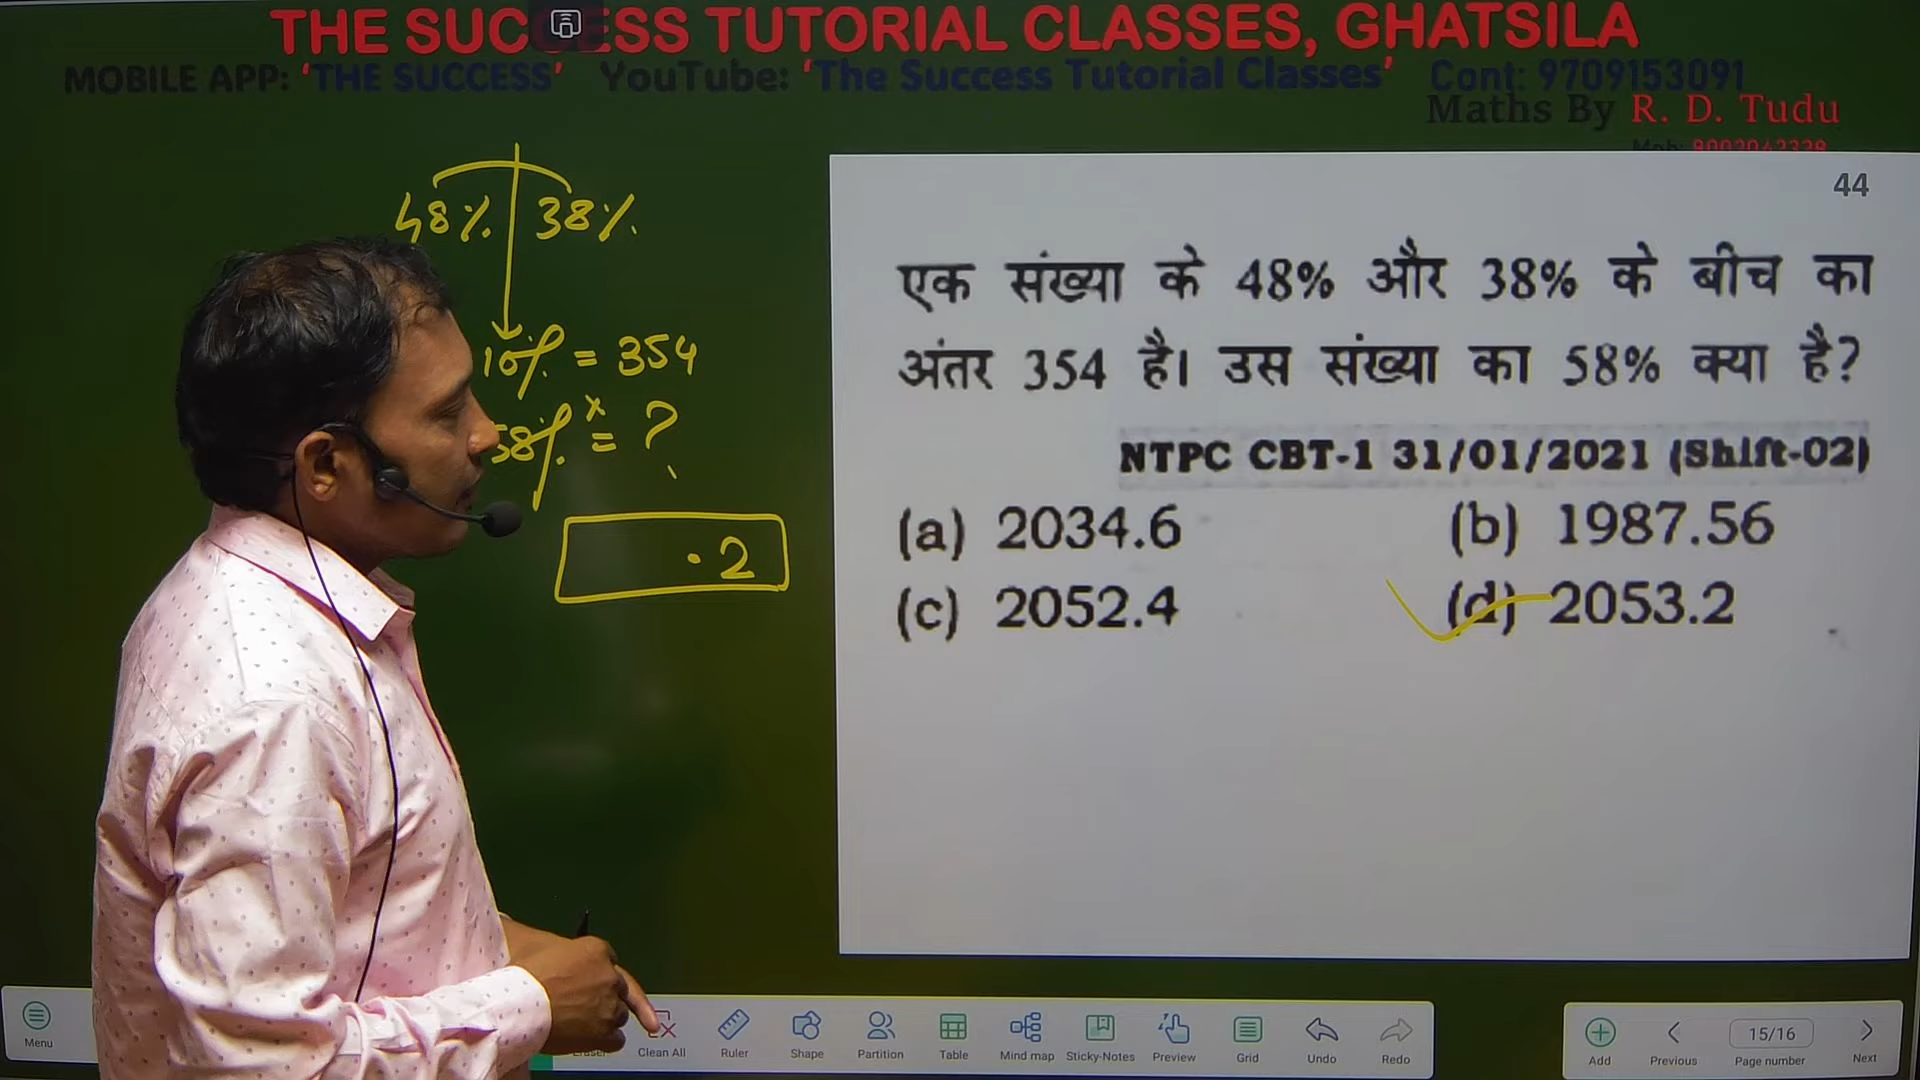 THE SUCCESS TUTORIAL CLASSES, GHATSILA
MOBILE APP: 'THE SUCCESS' YouTube: 'The Success Tutorial Classes' Cont: 9709153091
Maths By R. D. Tudu
48% 38%
10% = 354
58% = ?
x
.2
44
एक संख्या के 48% और 38% के बीच का
अंतर 354 है। उस संख्या का 58% क्या है?
NTPC CBT-1 31/01/2021 (Shift-02)
(a) 2034.6 (b) 1987.56
(c) 2052.4 (d) 2053.2
Menu Clean All Ruler Shape Partition Table Mind map Sticky-Notes Preview Grid Undo Redo Add Previous 15/16 Page number Next